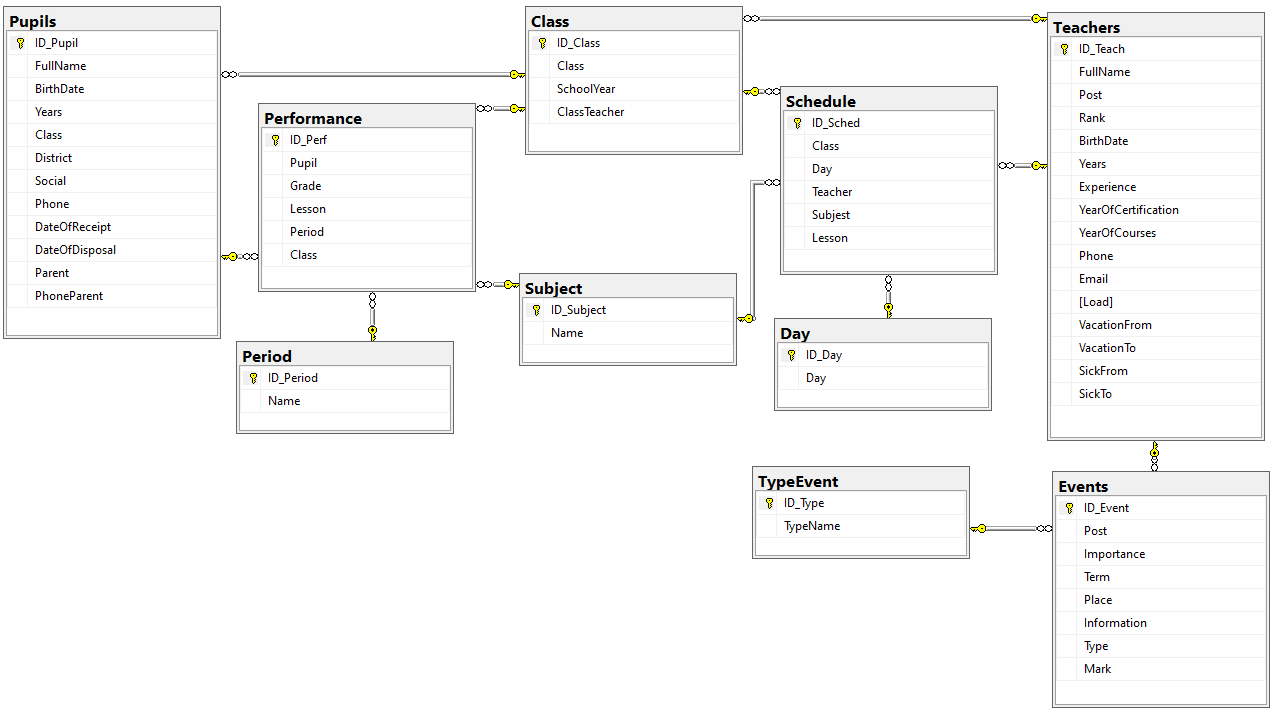 Pupils
ID_Pupil
FullName
BirthDate
Years
Class
District
Social
Phone
DateOfReceipt
DateOfDisposal
Parent
PhoneParent
Performance
ID_Perf
Pupil
Grade
Lesson
Period
Class
Period
ID_Period
Name
Class
ID_Class
Class
SchoolYear
ClassTeacher
Subject
ID_Subject
Name
Schedule
ID_Sched
Class
Day
Teacher
Subjest
Lesson
Day
ID_Day
Day
Teachers
ID_Teach
FullName
Post
Rank
BirthDate
Years
Experience
YearOfCertification
YearOfCourses
Phone
Email
[Load]
VacationFrom
VacationTo
SickFrom
SickTo
TypeEvent
ID_Type
TypeName
Events
ID_Event
Post
Importance
Term
Place
Information
Type
Mark